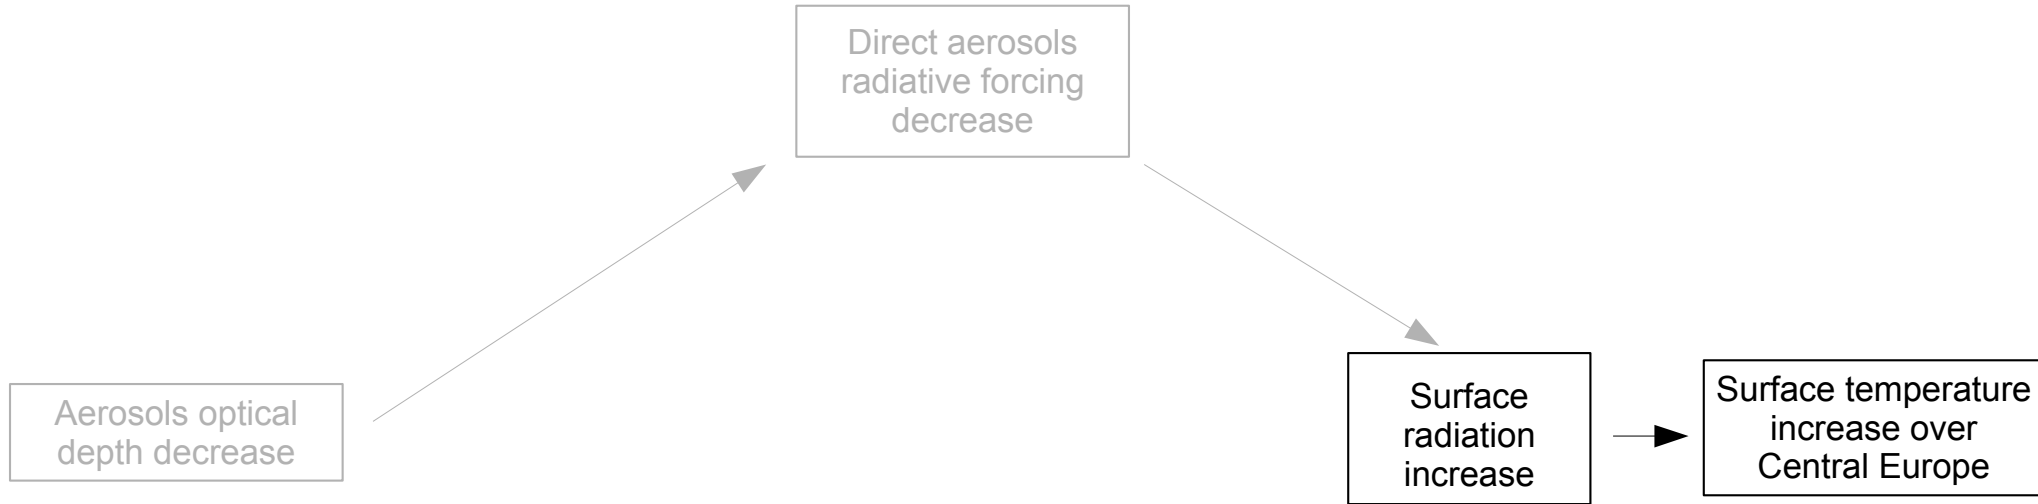 Direct aerosols
radiative forcing
decrease
Aerosols optical
depth decrease
Surface
radiation
increase
Surface temperature
increase over
Central Europe